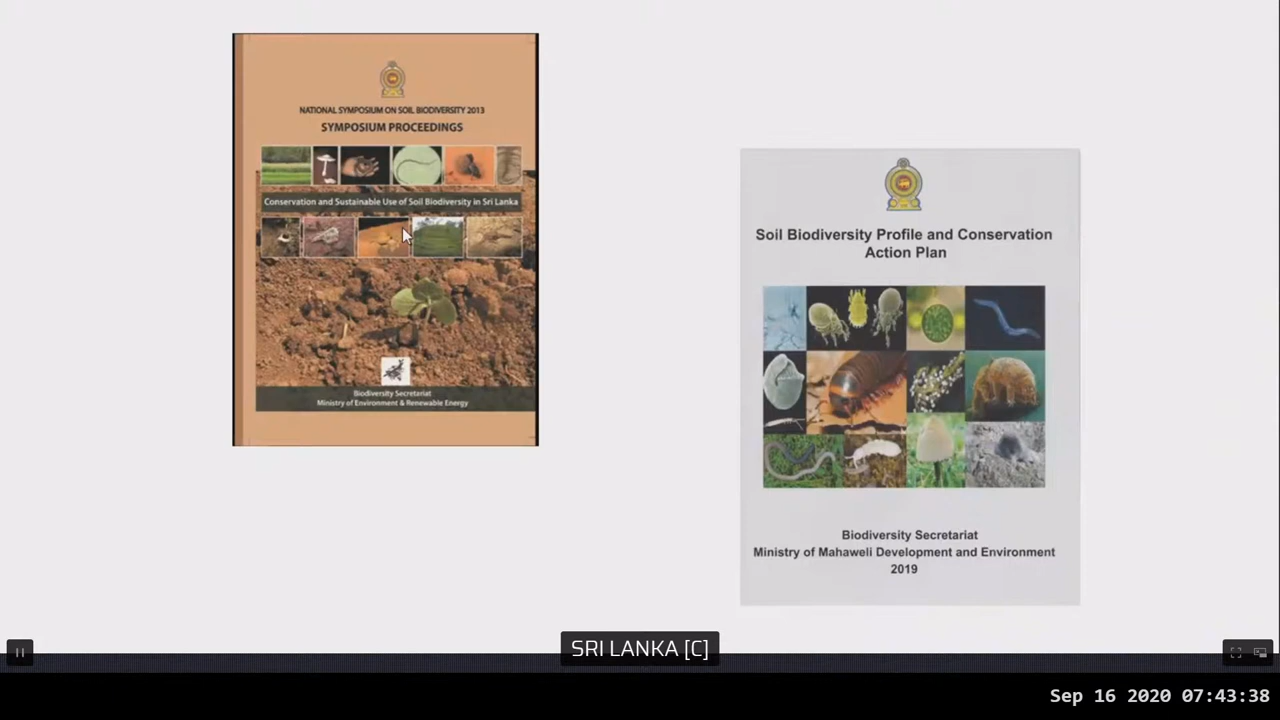 NATIONAL SYMPOSIUM ON SOIL BIODIVERSITY 2013
SYMPOSIUM PROCEEDINGS
Conservation and Sustainable Use of Soil Biodiversity in Sri Lanka
Biodiversity Secretariat
Ministry of Environment & Renewable Energy
Soil Biodiversity Profile and Conservation
Action Plan
Biodiversity Secretariat
Ministry of Mahaweli Development and Environment
2019
SRI LANKA [C]
Sep 16 2020 07:43:38